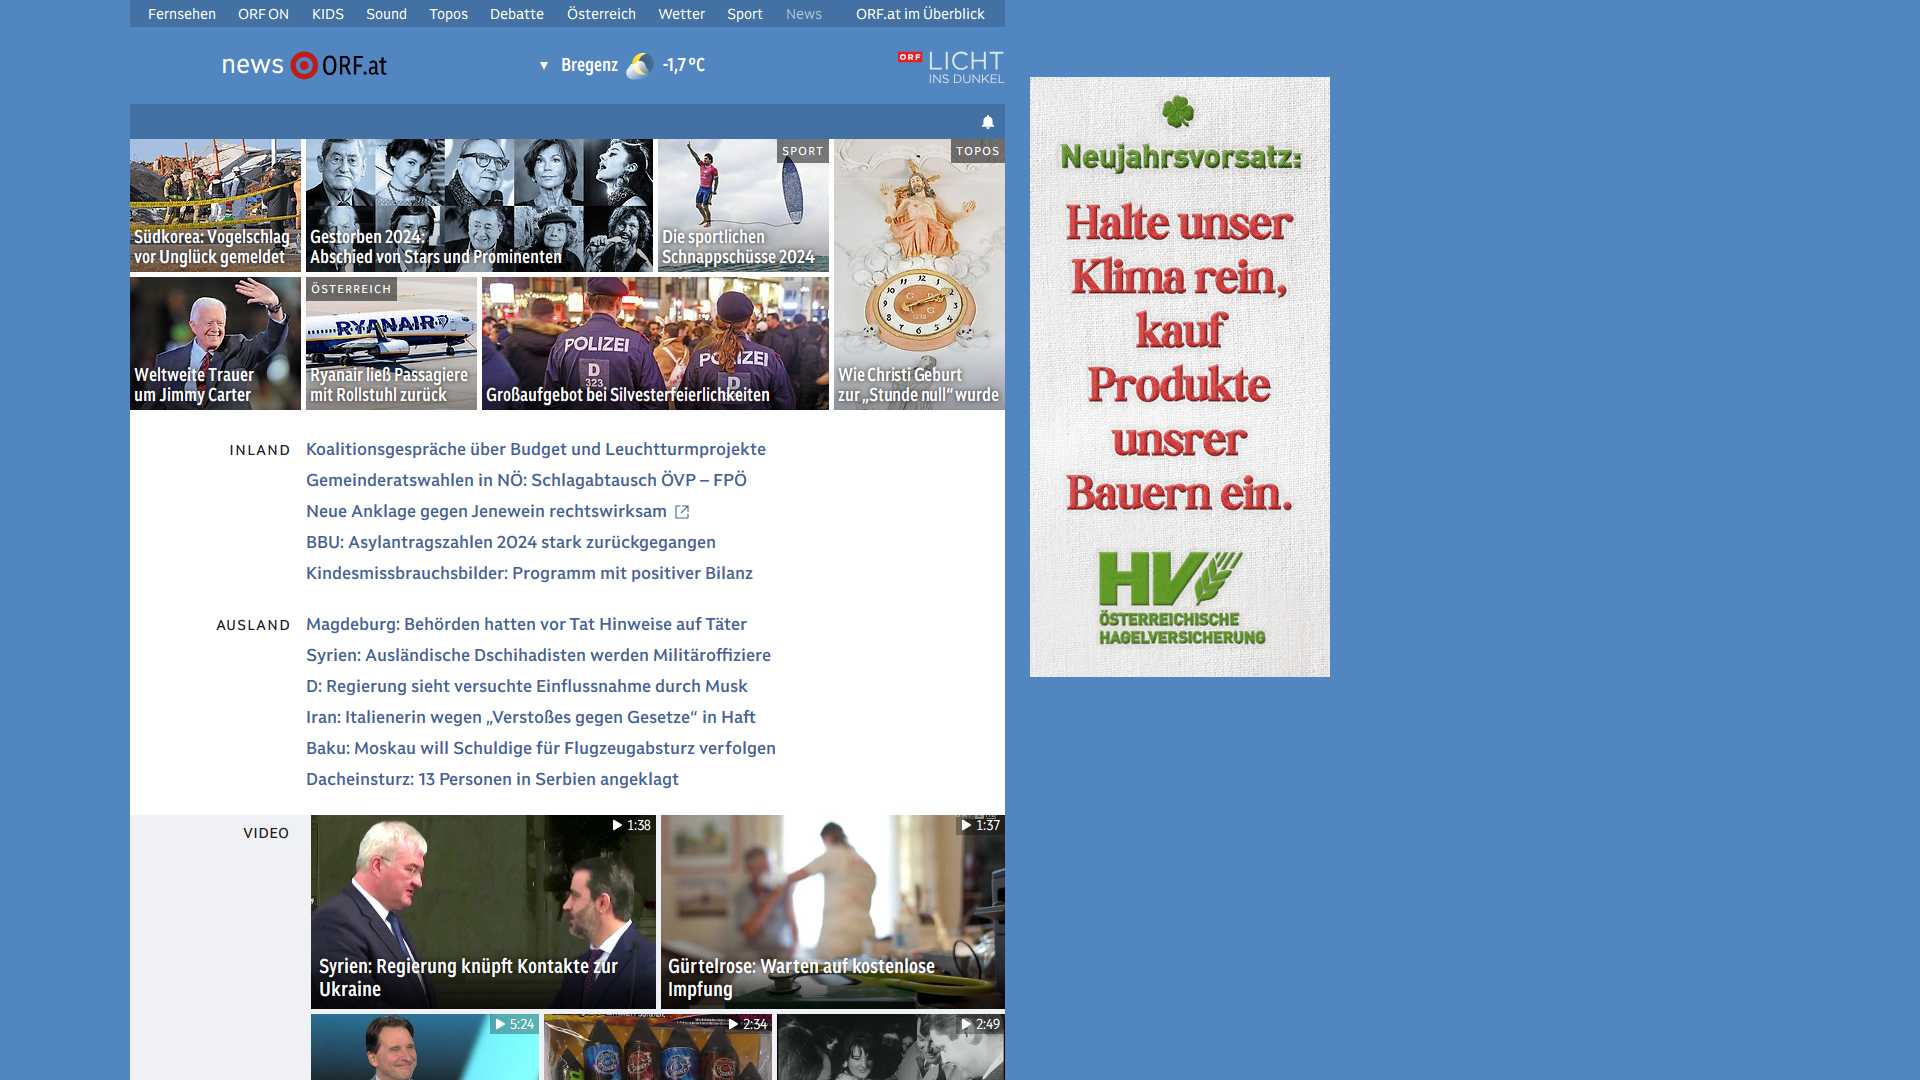 Fernsehen ORF ON KIDS Sound Topos Debatte Österreich Wetter Sport News ORF.at im Überblick
news ORF.at
▼ Bregenz -1,7 ºC
ORF LICHT
INS DUNKEL
Südkorea: Vogelschlag
vor Unglück gemeldet
Gestorben 2024:
Abschied von Stars und Prominenten
SPORT
Die sportlichen
Schnappschüsse 2024
TOPOS
Wie Christi Geburt
zur „Stunde null“ wurde
Weltweite Trauer
um Jimmy Carter
ÖSTERREICH
RYANAIR
Ryanair ließ Passagiere
mit Rollstuhl zurück
POLIZEI
D
323
POLIZEI
D
Großaufgebot bei Silvesterfeierlichkeiten
INLAND
Koalitionsgespräche über Budget und Leuchtturmprojekte
Gemeinderatswahlen in NÖ: Schlagabtausch ÖVP – FPÖ
Neue Anklage gegen Jenewein rechtswirksam
BBU: Asylantragszahlen 2024 stark zurückgegangen
Kindesmissbrauchsbilder: Programm mit positiver Bilanz
AUSLAND
Magdeburg: Behörden hatten vor Tat Hinweise auf Täter
Syrien: Ausländische Dschihadisten werden Militäroffiziere
D: Regierung sieht versuchte Einflussnahme durch Musk
Iran: Italienerin wegen „Verstoßes gegen Gesetze“ in Haft
Baku: Moskau will Schuldige für Flugzeugabsturz verfolgen
Dacheinsturz: 13 Personen in Serbien angeklagt
VIDEO
1:38
Syrien: Regierung knüpft Kontakte zur
Ukraine
1:37
Gürtelrose: Warten auf kostenlose
Impfung
5:24
2:34
2:49
Neujahrsvorsatz:
Halte unser
Klima rein,
kauf
Produkte
unsrer
Bauern ein.
HV
ÖSTERREICHISCHE
HAGELVERSICHERUNG